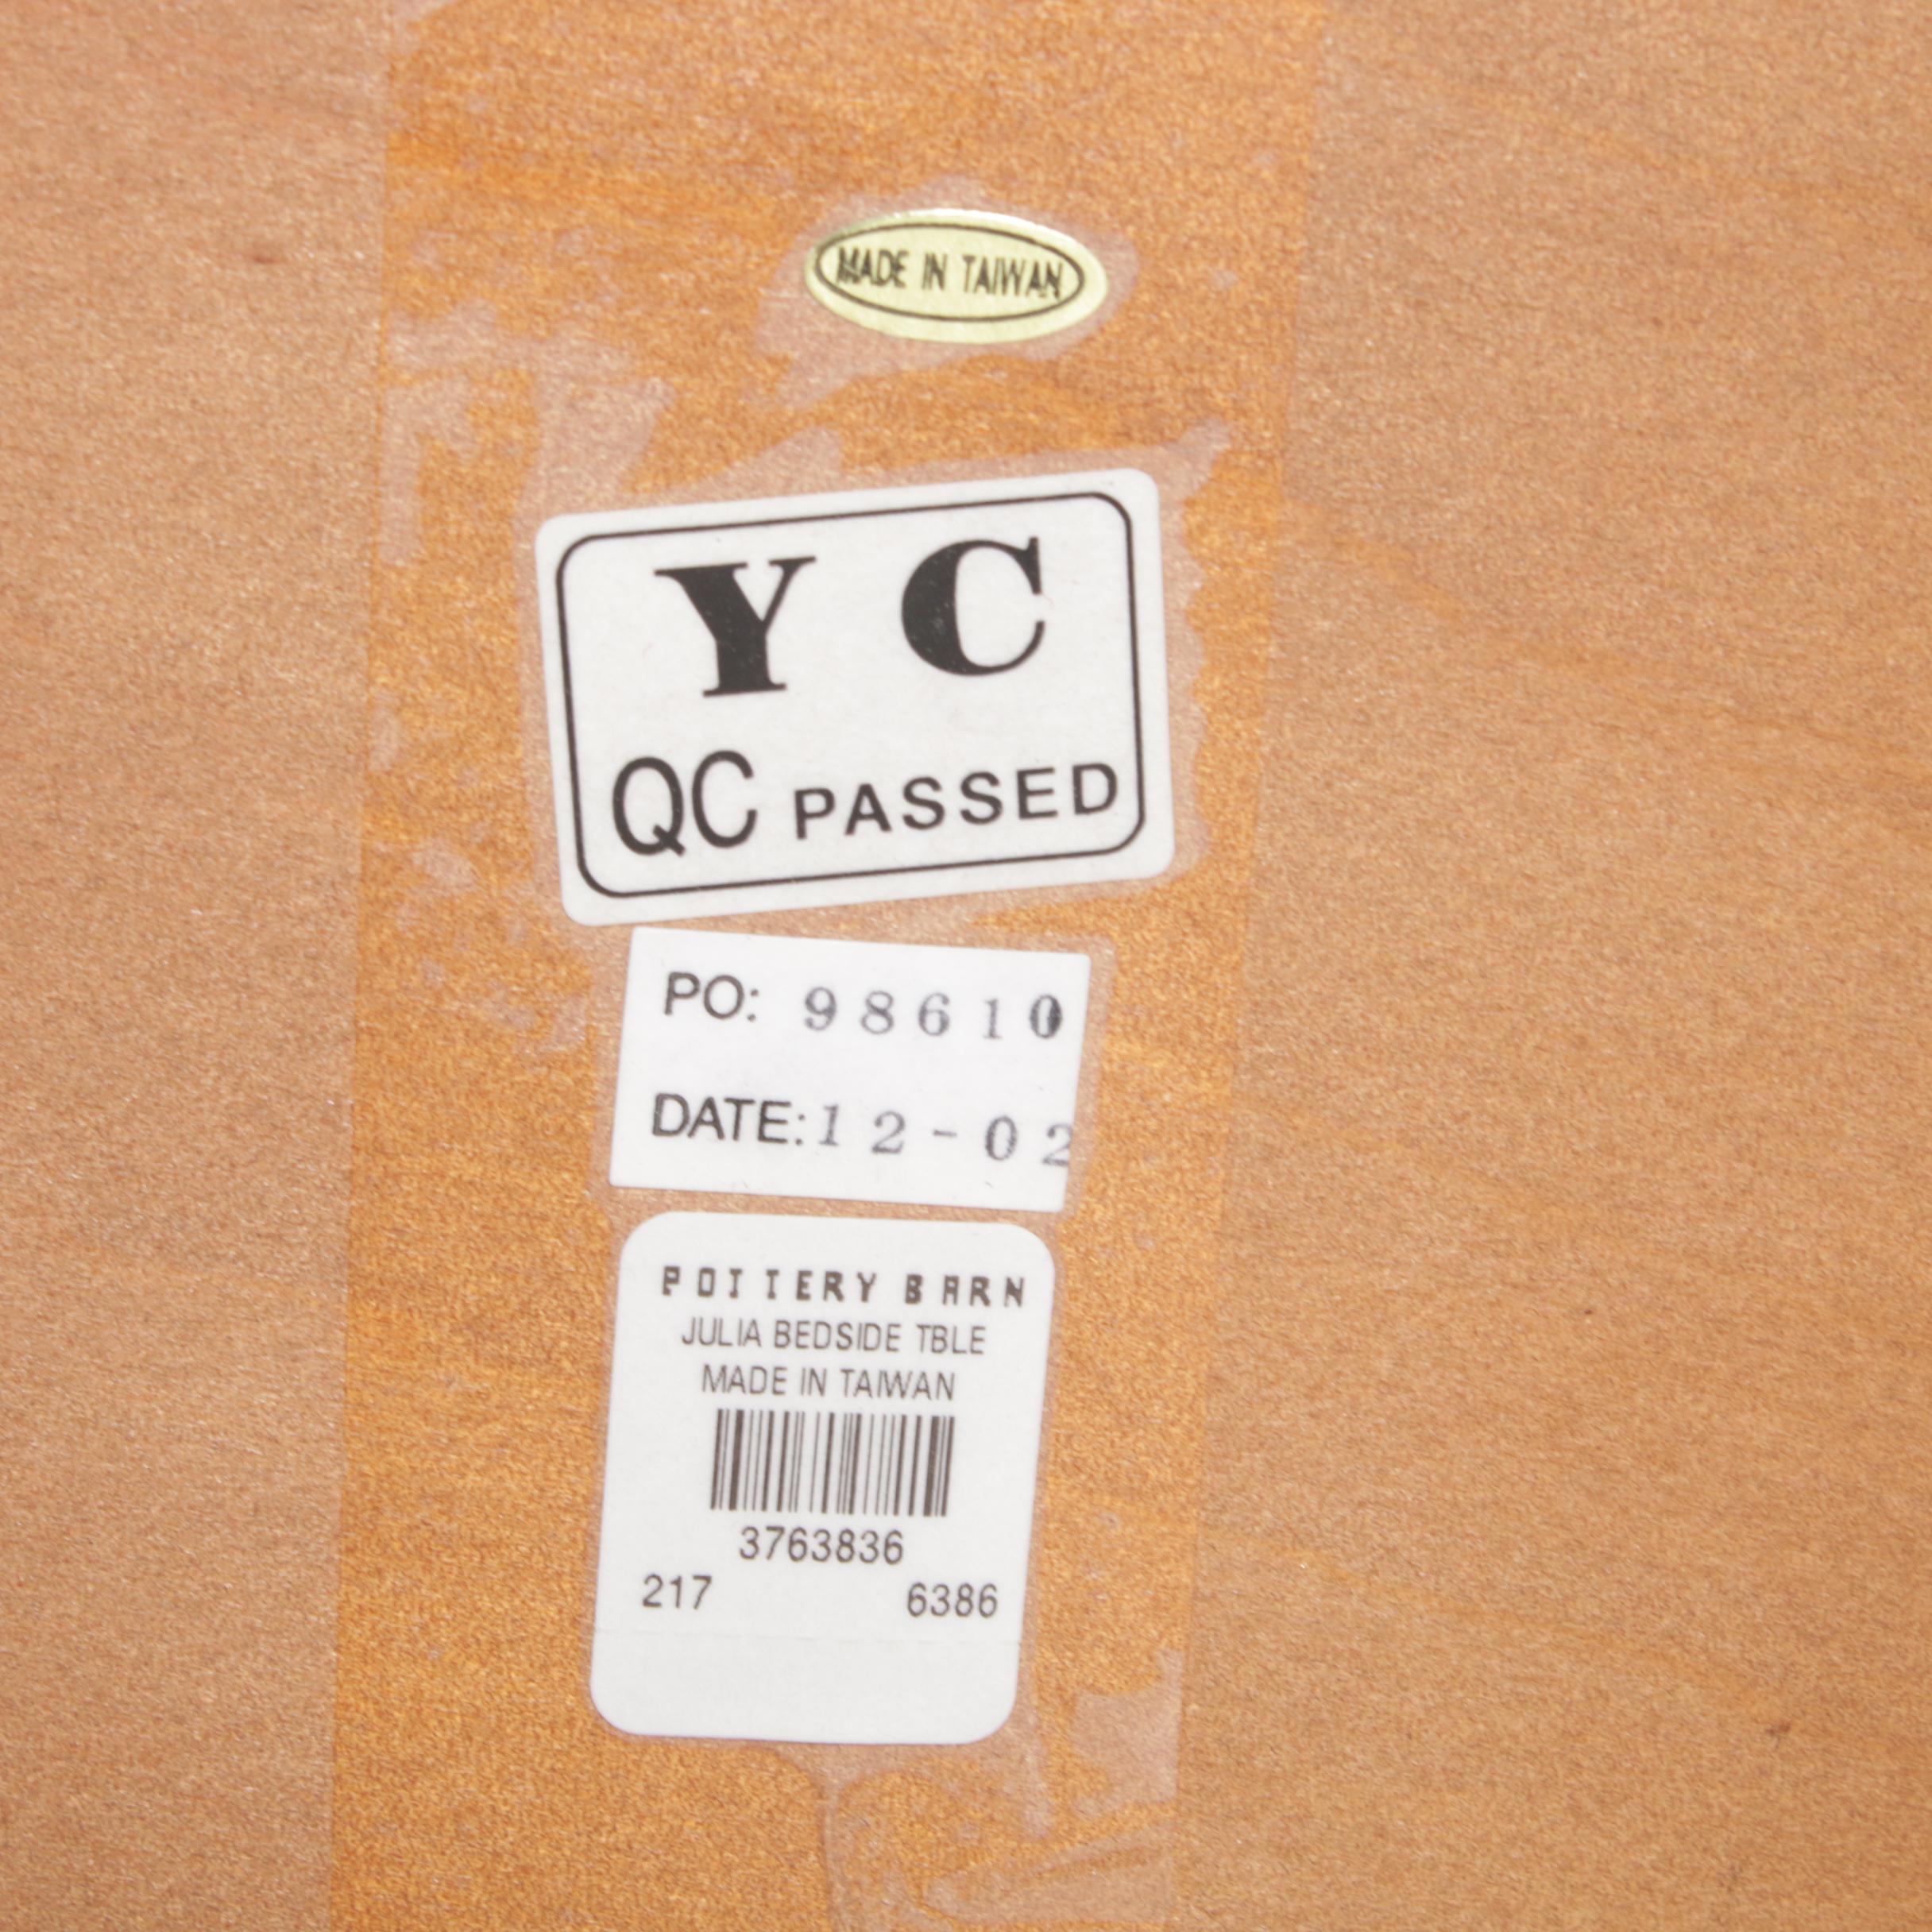 MADE IN TAIWAN
Y C
QC PASSED
PO: 98610
DATE: 12-02
POTTERY BARN
JULIA BEDSIDE TBLE
MADE IN TAIWAN
3763836
217 6386